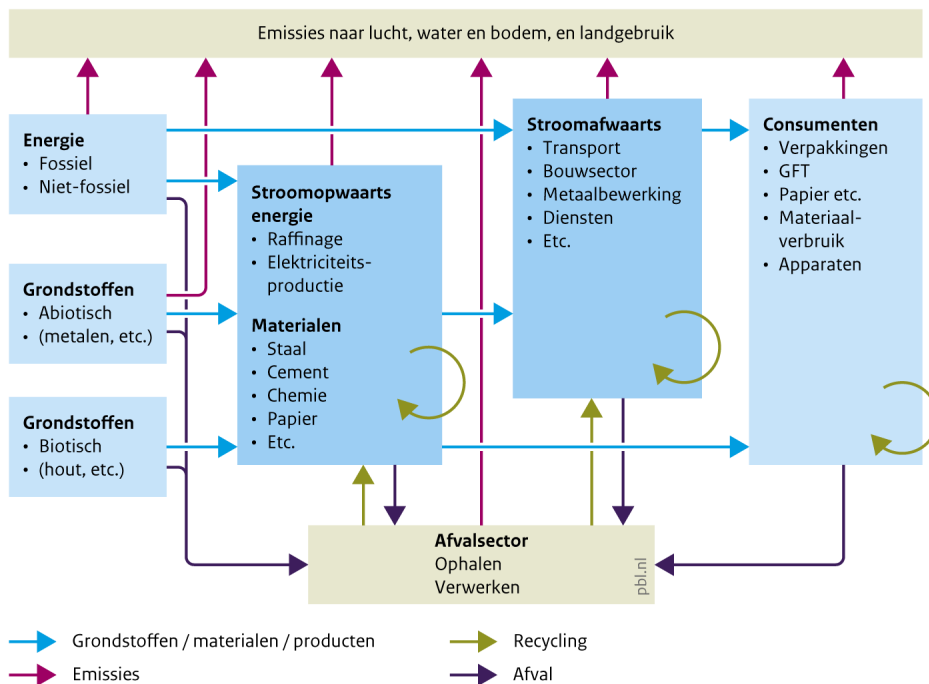 Emissies naar lucht, water en bodem, en landgebruik
Energie
• Fossiel
• Niet-fossiel
Grondstoffen
• Abiotisch
• (metalen, etc.)
Grondstoffen
• Biotisch
• (hout, etc.)
Stroomopwaarts
energie
• Raffinage
• Elektriciteits-
productie
Materialen
• Staal
• Cement
• Chemie
• Papier
• Etc.
Stroomafwaarts
• Transport
• Bouwsector
• Metaalbewerking
• Diensten
• Etc.
Consumenten
• Verpakkingen
• GFT
• Papier etc.
• Materiaal-
verbruik
• Apparaten
Afvalsector
Ophalen
Verwerken
pbl.nl
Grondstoffen / materialen / producten
Emissies
Recycling
Afval